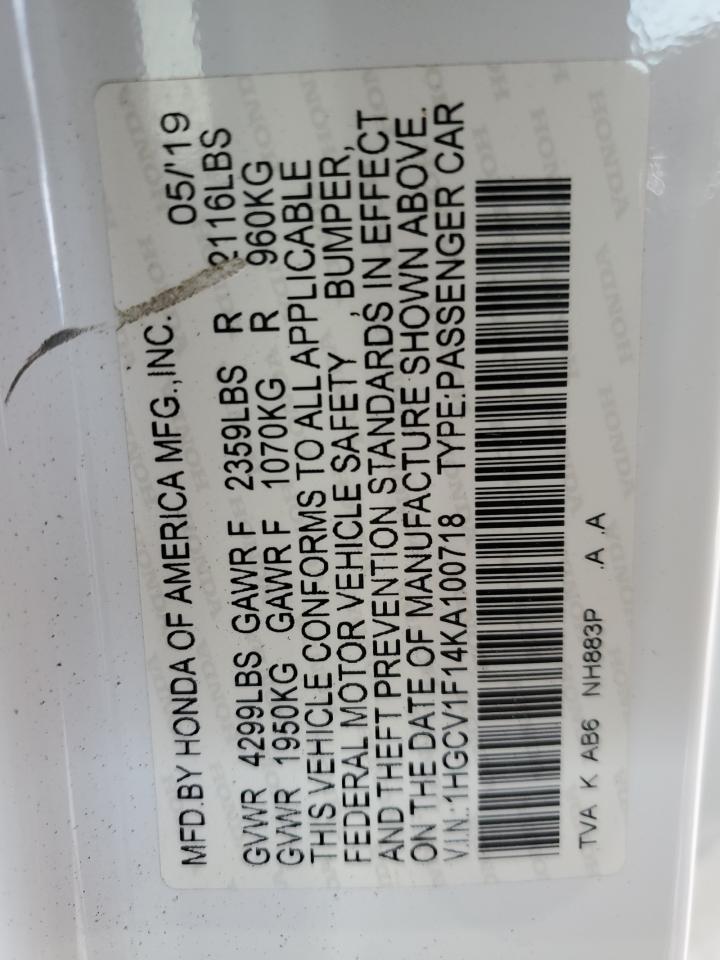 MFD.BY HONDA OF AMERICA MFG.,INC. 05/'19
GVWR 4299LBS GAWR F 2359LBS R 2116LBS
GVWR 1950KG GAWR F 1070KG R 960KG
THIS VEHICLE CONFORMS TO ALL APPLICABLE
FEDERAL MOTOR VEHICLE SAFETY , BUMPER,
AND THEFT PREVENTION STANDARDS IN EFFECT
ON THE DATE OF MANUFACTURE SHOWN ABOVE.
V.I.N.:1HGCV1F14KA100718 TYPE:PASSENGER CAR
TVA K AB6 NH883P .A .A